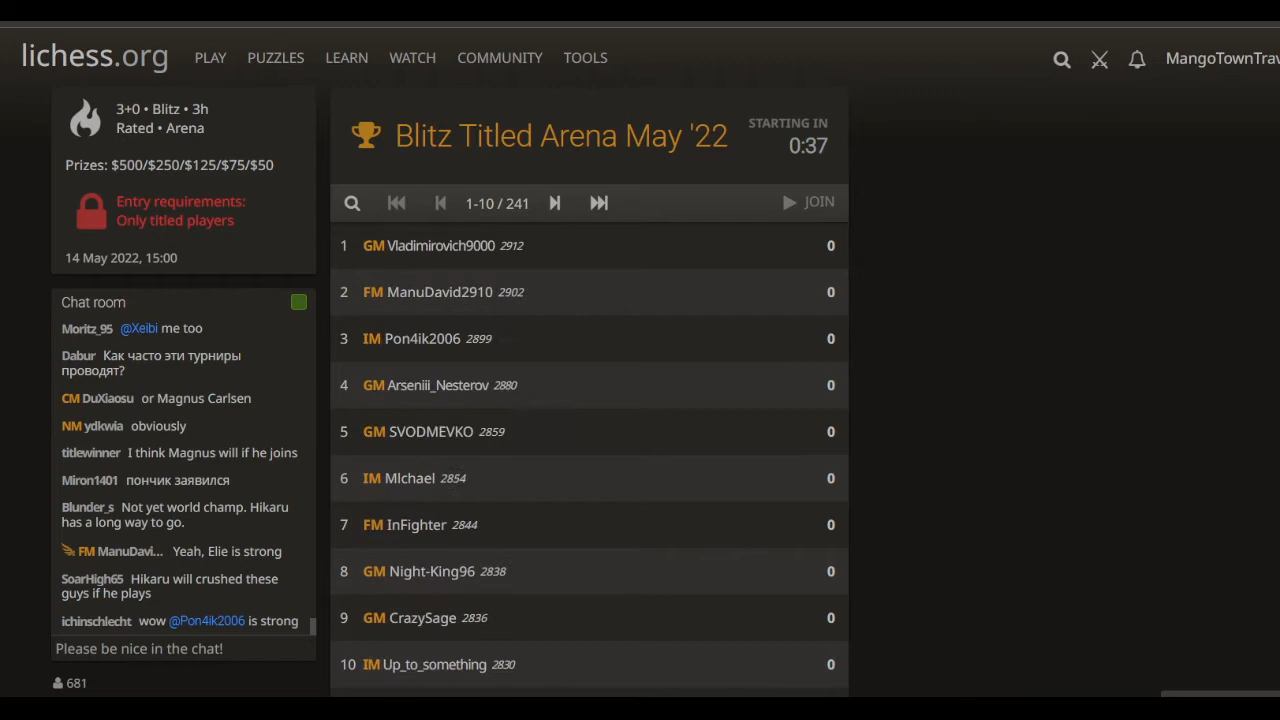 lichess.org PLAY PUZZLES LEARN WATCH COMMUNITY TOOLS MangoTownTrav
3+0 • Blitz • 3h
Rated • Arena
Prizes: $500/$250/$125/$75/$50
Entry requirements:
Only titled players
14 May 2022, 15:00
Chat room
Moritz_95 @Xeibi me too
Dabur Как часто эти турниры
проводят?
CM DuXiaosu or Magnus Carlsen
NM ydkwia obviously
titlewinner I think Magnus will if he joins
Miron1401 пончик заявился
Blunder_s Not yet world champ. Hikaru
has a long way to go.
FM ManuDavi... Yeah, Elie is strong
SoarHigh65 Hikaru will crushed these
guys if he plays
ichinschlecht wow @Pon4ik2006 is strong
Please be nice in the chat!
681
Blitz Titled Arena May '22
STARTING IN
0:37
1-10 / 241 JOIN
1 GM Vladimirovich9000 2912 0
2 FM ManuDavid2910 2902 0
3 IM Pon4ik2006 2899 0
4 GM Arseniii_Nesterov 2880 0
5 GM SVODMEVKO 2859 0
6 IM Mlchael 2854 0
7 FM InFighter 2844 0
8 GM Night-King96 2838 0
9 GM CrazySage 2836 0
10 IM Up_to_something 2830 0